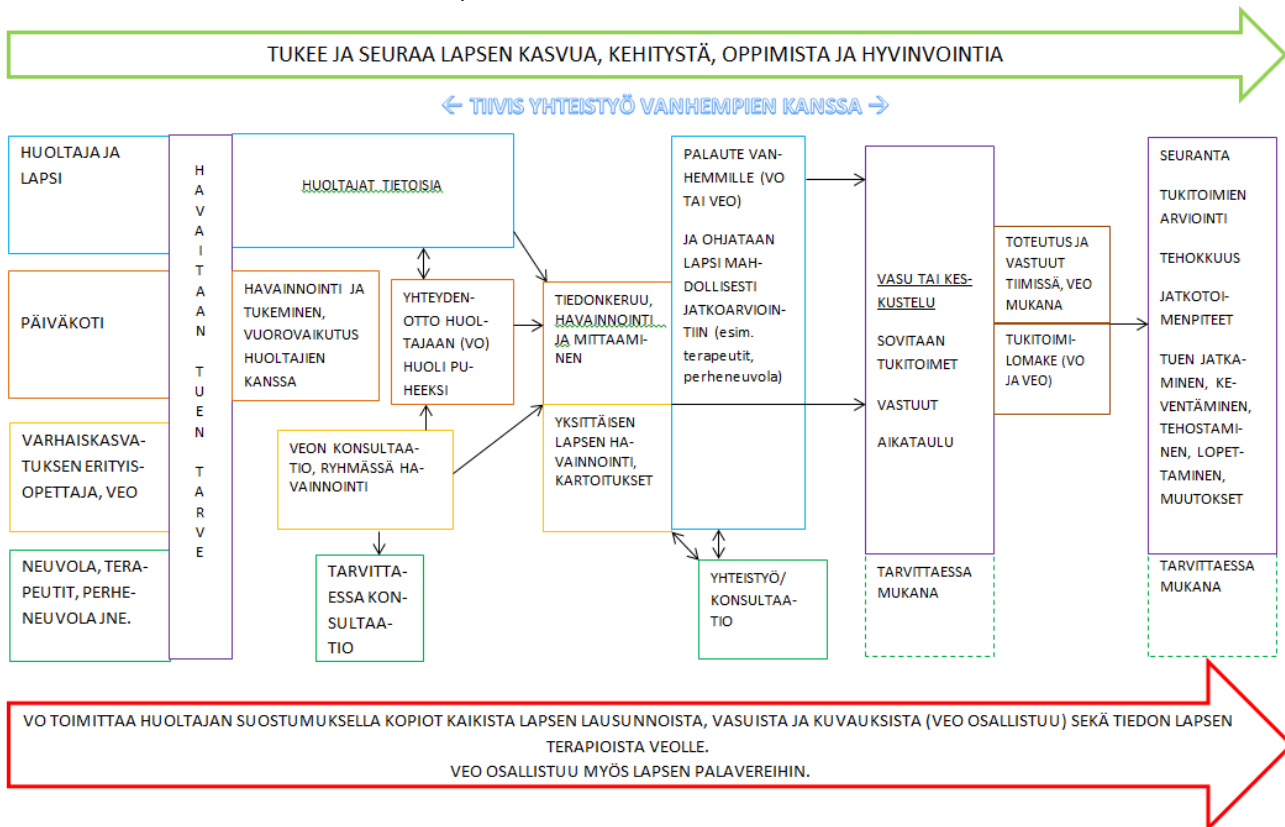 TUKEE JA SEURAA LAPSEN KASVUA, KEHITYSTÄ, OPPIMISTA JA HYVINVOINTIA
← TIIVIS YHTEISTYÖ VANHEMPIEN KANSSA →
HUOLTAJA JA
LAPSI
PÄIVÄKOTI
VARHAISKASVA-
TUKSEN ERITYIS-
OPETTAJA, VEO
NEUVOLA, TERA-
PEUTIT, PERHE-
NEUVOLA JNE.
H
A
V
A
I
T
A
A
N
T
U
E
N
T
A
R
V
E
HUOLTAJAT TIETOISIA
HAVAINNOINTI JA
TUKEMINEN,
VUOROVAIKUTUS
HUOLTAJIEN
KANSSA
YHTEYDEN-
OTTO HUOL-
TAJAAN (VO)
HUOLI PU-
HEEKSI
VEON KONSULTAA-
TIO, RYHMÄSSÄ HA-
VAINNOINTI
TARVITTA-
ESSA KON-
SULTAA-
TIO
TIEDONKERUU,
HAVAINNOINTI
JA MITTAAMI-
NEN
YKSITTÄISEN
LAPSEN HA-
VAINNOINTI,
KARTOITUKSET
PALAUTE VAN-
HEMMILLE (VO
TAI VEO)
JA OHJATAAN
LAPSI MAH-
DOLLISESTI
JATKOARVIOIN-
TIIN (esim.
terapeutit,
perheneuvola)
YHTEISTYÖ/
KONSULTAA-
TIO
VASU TAI KES-
KUSTELU
SOVITAAN
TUKITOIMET
VASTUUT
AIKATAULU
TARVITTAESSA
MUKANA
TOTEUTUS JA
VASTUUT
TIIMISSÄ, VEO
MUKANA
TUKITOIMI-
LOMAKE (VO
JA VEO)
SEURANTA
TUKITOIMIEN
ARVIOINTI
TEHOKKUUS
JATKOTOI-
MENPITEET
TUEN JATKA-
MINEN, KE-
VENTÄMINEN,
TEHOSTAMI-
NEN, LOPET-
TAMINEN,
MUUTOKSET
TARVITTAESSA
MUKANA
VO TOIMITTAA HUOLTAJAN SUOSTUMUKSELLA KOPIOT KAIKISTA LAPSEN LAUSUNNOISTA, VASUISTA JA KUVAUKSISTA (VEO OSALLISTUU) SEKÄ TIEDON LAPSEN
TERAPIOISTA VEOLLE.
VEO OSALLISTUU MYÖS LAPSEN PALAVEREIHIN.